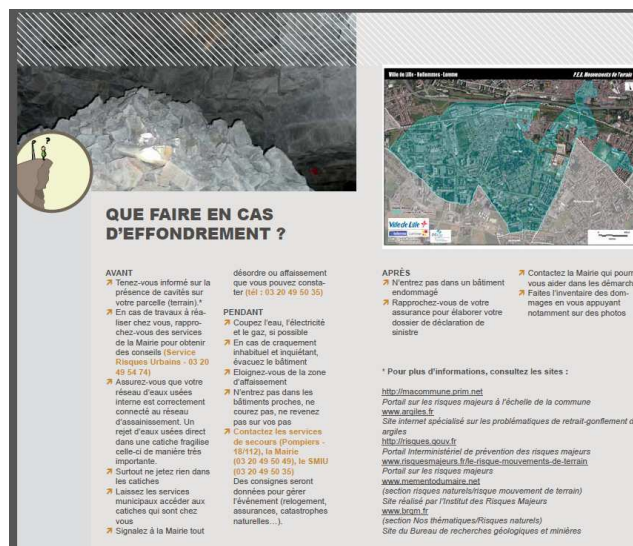 Ville de Lille - Hellemmes - Lomme
P.E.R. Mouvements de Terrain
Ville de Lille
QUE FAIRE EN CAS
D'EFFONDREMENT ?
AVANT
Tenez-vous informé sur la
présence de cavités sur
votre parcelle (terrain).*
En cas de travaux à réa-
liser chez vous, rappro-
chez-vous des services
de la Mairie pour obtenir
des conseils (Service
Risques Urbains - 03 20
49 54 74)
Assurez-vous que votre
réseau d'eaux usées
interne est correctement
connecté au réseau
d'assainissement. Un
rejet d'eaux usées direct
dans une catiche fragilise
celle-ci de manière très
importante.
Surtout ne jetez rien dans
les catiches
Laissez les services
municipaux accéder aux
catiches qui sont chez
vous
Signalez à la Mairie tout
désordre ou affaissement
que vous pouvez consta-
ter (tél : 03 20 49 50 35)
PENDANT
Coupez l'eau, l'électricité
et le gaz, si possible
En cas de craquement
inhabituel et inquiétant,
évacuez le bâtiment
Eloignez-vous de la zone
d'affaissement
N'entrez pas dans les
bâtiments proches, ne
courez pas, ne revenez
pas sur vos pas
Contactez les services
de secours (Pompiers -
18/112), la Mairie
(03 20 49 50 49), le SMIU
(03 20 49 50 35)
Des consignes seront
données pour gérer
l'événement (relogement,
assurances, catastrophes
naturelles…).
APRÈS
N'entrez pas dans un bâtiment
endommagé
Rapprochez-vous de votre
assurance pour élaborer votre
dossier de déclaration de
sinistre
Contactez la Mairie qui pourr
vous aider dans les démarch
Faites l'inventaire des dom-
mages en vous appuyant
notamment sur des photos
* Pour plus d'informations, consultez les sites :
http://macommune.prim.net
Portail sur les risques majeurs à l'échelle de la commune
www.argiles.fr
Site internet spécialisé sur les problématiques de retrait-gonflement d
argiles
http://risques.gouv.fr
Portail Interministériel de prévention des risques majeurs
www.risquesmajeurs.fr/le-risque-mouvements-de-terrain
Portail sur les risques majeurs
www.mementodumaire.net
(section risques naturels/risque mouvement de terrain)
Site réalisé par l'Institut des Risques Majeurs
www.brgm.fr
(section Nos thématiques/Risques naturels)
Site du Bureau de recherches géologiques et minières